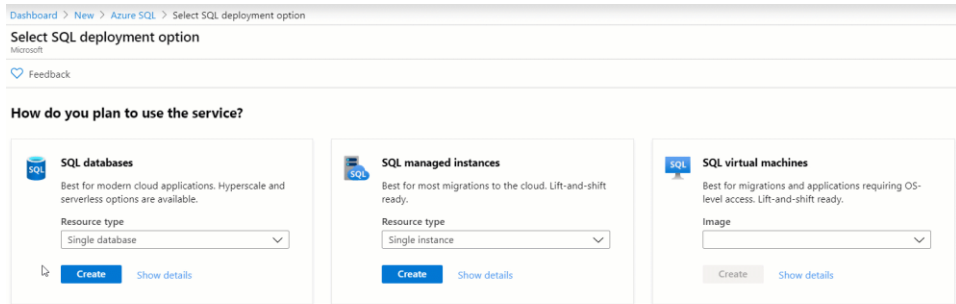 Dashboard > New > Azure SQL > Select SQL deployment option
Select SQL deployment option
Microsoft
Feedback
How do you plan to use the service?
SQL
SQL databases
Best for modern cloud applications. Hyperscale and
serverless options are available.
Resource type
Single database
Create
Show details
SQL
SQL managed instances
Best for most migrations to the cloud. Lift-and-shift
ready.
Resource type
Single instance
Create
Show details
SQL
SQL virtual machines
Best for migrations and applications requiring OS-
level access. Lift-and-shift ready.
Image
Create
Show details